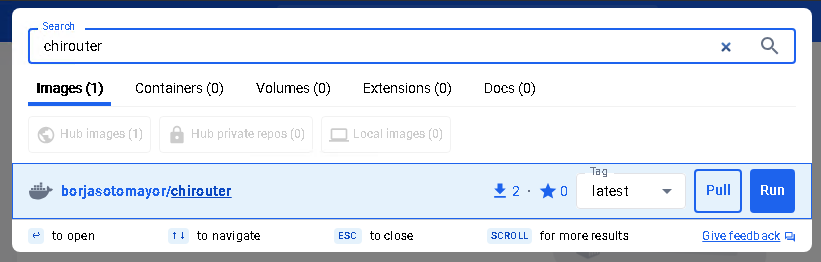 Search
chirouter
Images (1) Containers (0) Volumes (0) Extensions (0) Docs (0)
Hub images (1) Hub private repos (0) Local images (0)
borjasotomayor/chirouter 2 · 0 Tag latest Pull Run
↵ to open ↑↓ to navigate ESC to close SCROLL for more results Give feedback